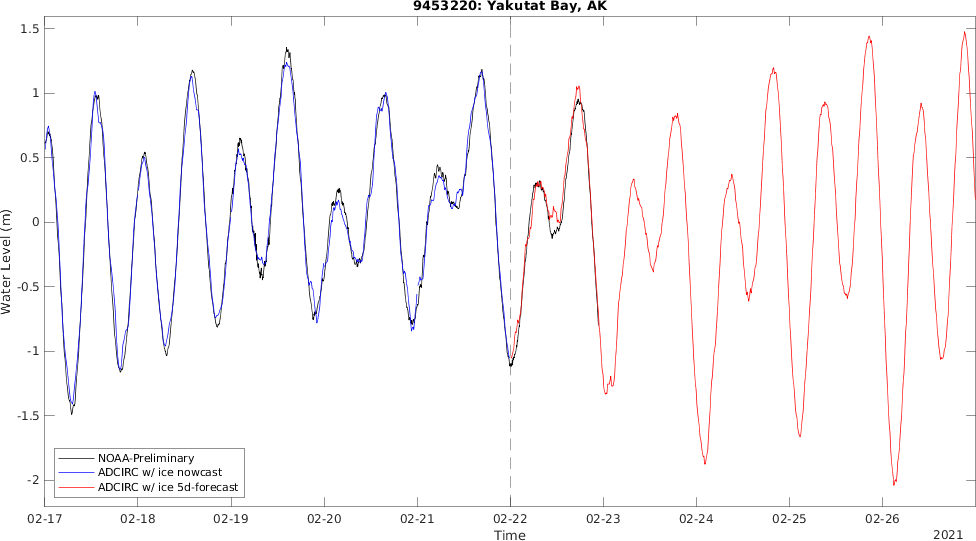 9453220: Yakutat Bay, AK
Water Level (m)
1.5
1
0.5
0
-0.5
-1
-1.5
-2
NOAA-Preliminary
ADCIRC w/ ice nowcast
ADCIRC w/ ice 5d-forecast
02-17 02-18 02-19 02-20 02-21 02-22 02-23 02-24 02-25 02-26
Time
2021